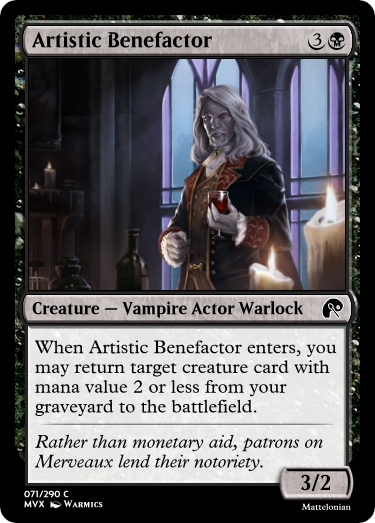 Artistic Benefactor 3
Creature — Vampire Actor Warlock
When Artistic Benefactor enters, you
may return target creature card with
mana value 2 or less from your
graveyard to the battlefield.
Rather than monetary aid, patrons on
Merveaux lend their notoriety.
3/2
071/290 C
MVX WARMICS
Mattelonian